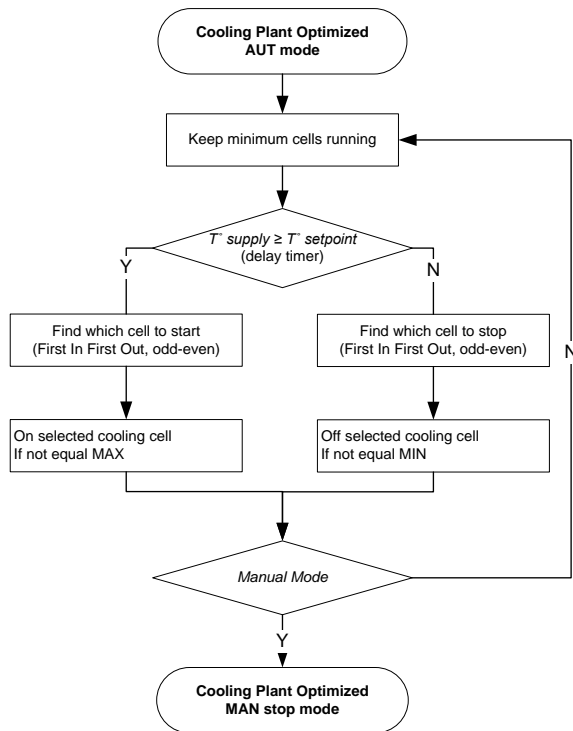 Cooling Plant Optimized
AUT mode
Keep minimum cells running
T° supply ≥ T° setpoint
(delay timer)
Y
N
Find which cell to start
(First In First Out, odd-even)
Find which cell to stop
(First In First Out, odd-even)
N
On selected cooling cell
If not equal MAX
Off selected cooling cell
If not equal MIN
Manual Mode
Y
Cooling Plant Optimized
MAN stop mode